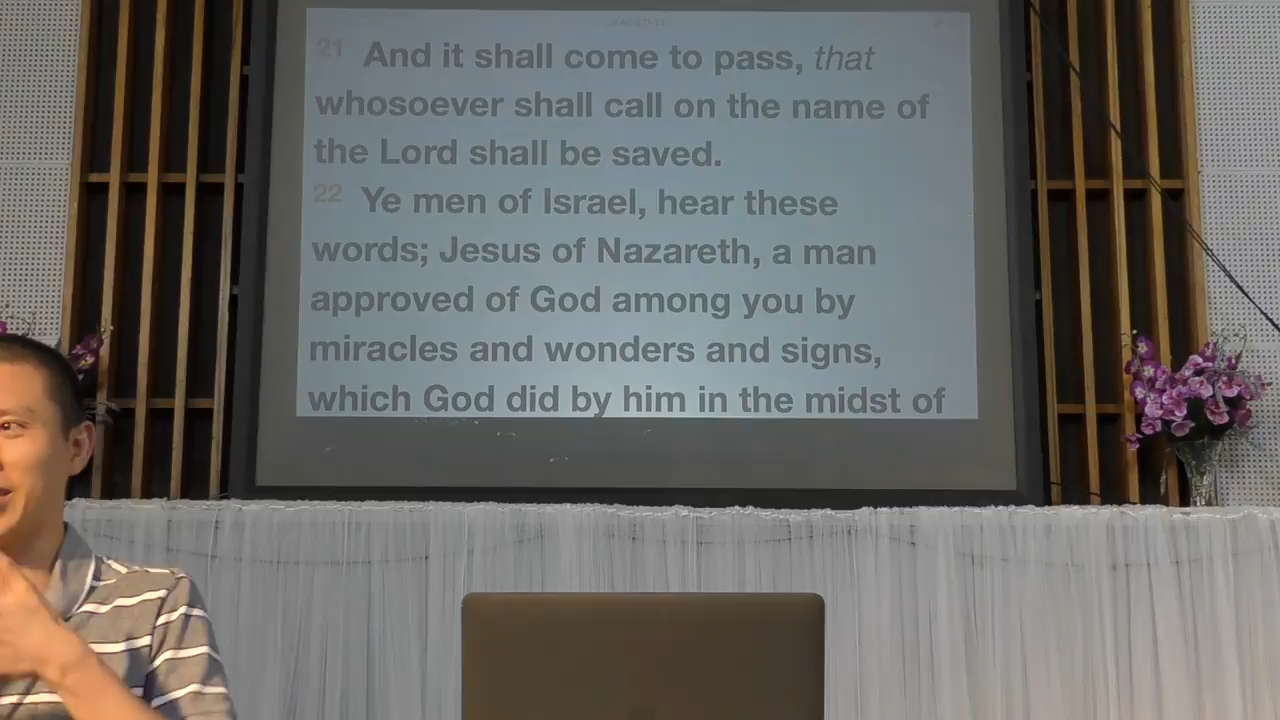 21 And it shall come to pass, that
whosoever shall call on the name of
the Lord shall be saved.
22 Ye men of Israel, hear these
words; Jesus of Nazareth, a man
approved of God among you by
miracles and wonders and signs,
which God did by him in the midst of